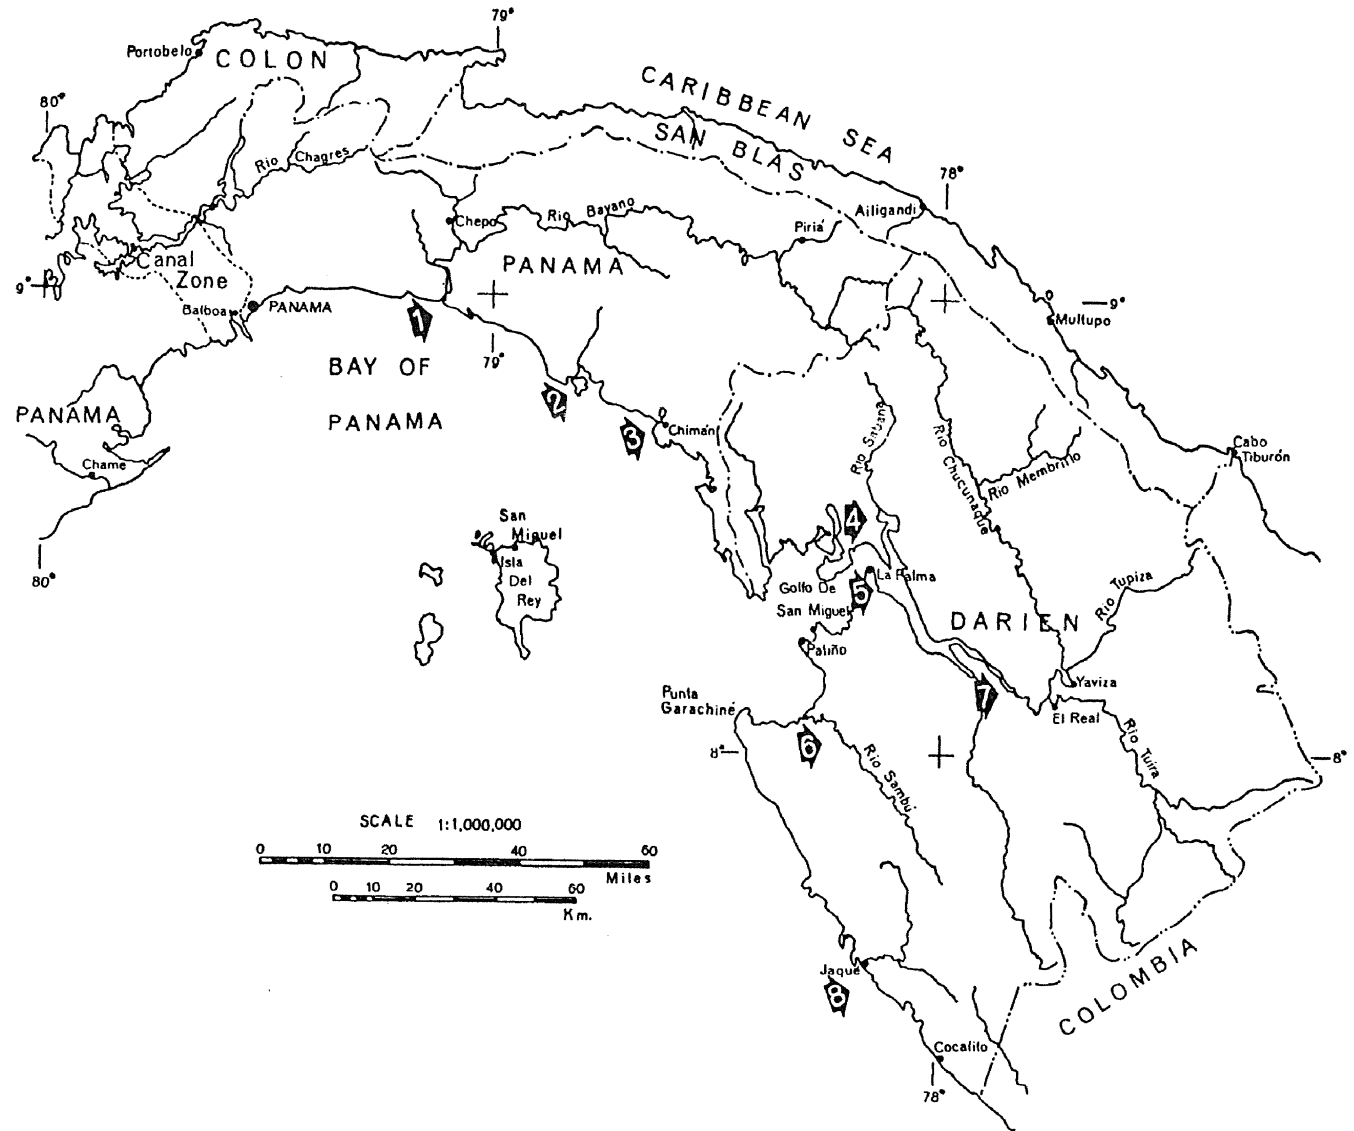 79°
Portobelo
COLON
80°
CARIBBEAN SEA
SAN BLAS
Rio Chagres
78°
Ailigandi
Chepo
Rio Bayano
Piriá
Canal
Zone
PANAMA
9°
9°
Balboa
PANAMA
1
Multupo
79°
BAY OF
PANAMA
2
3
Chimán
PANAMA
Chame
Rio Chucunaque
Rio Membrillo
Cabo
Tiburón
San
Miguel
Isla
Del
Rey
4
80°
Golfo De
San Miguel
5
La Palma
Rio Tupiza
DARIEN
Patiño
Yaviza
Punta
Garachiné
7
El Real
6
8°
8°
Rio Sambú
Rio Tuira
SCALE 1:1,000,000
0 10 20 40 60
Miles
0 10 20 40 60
Km.
Jaqué
8
COLOMBIA
Cocalito
78°